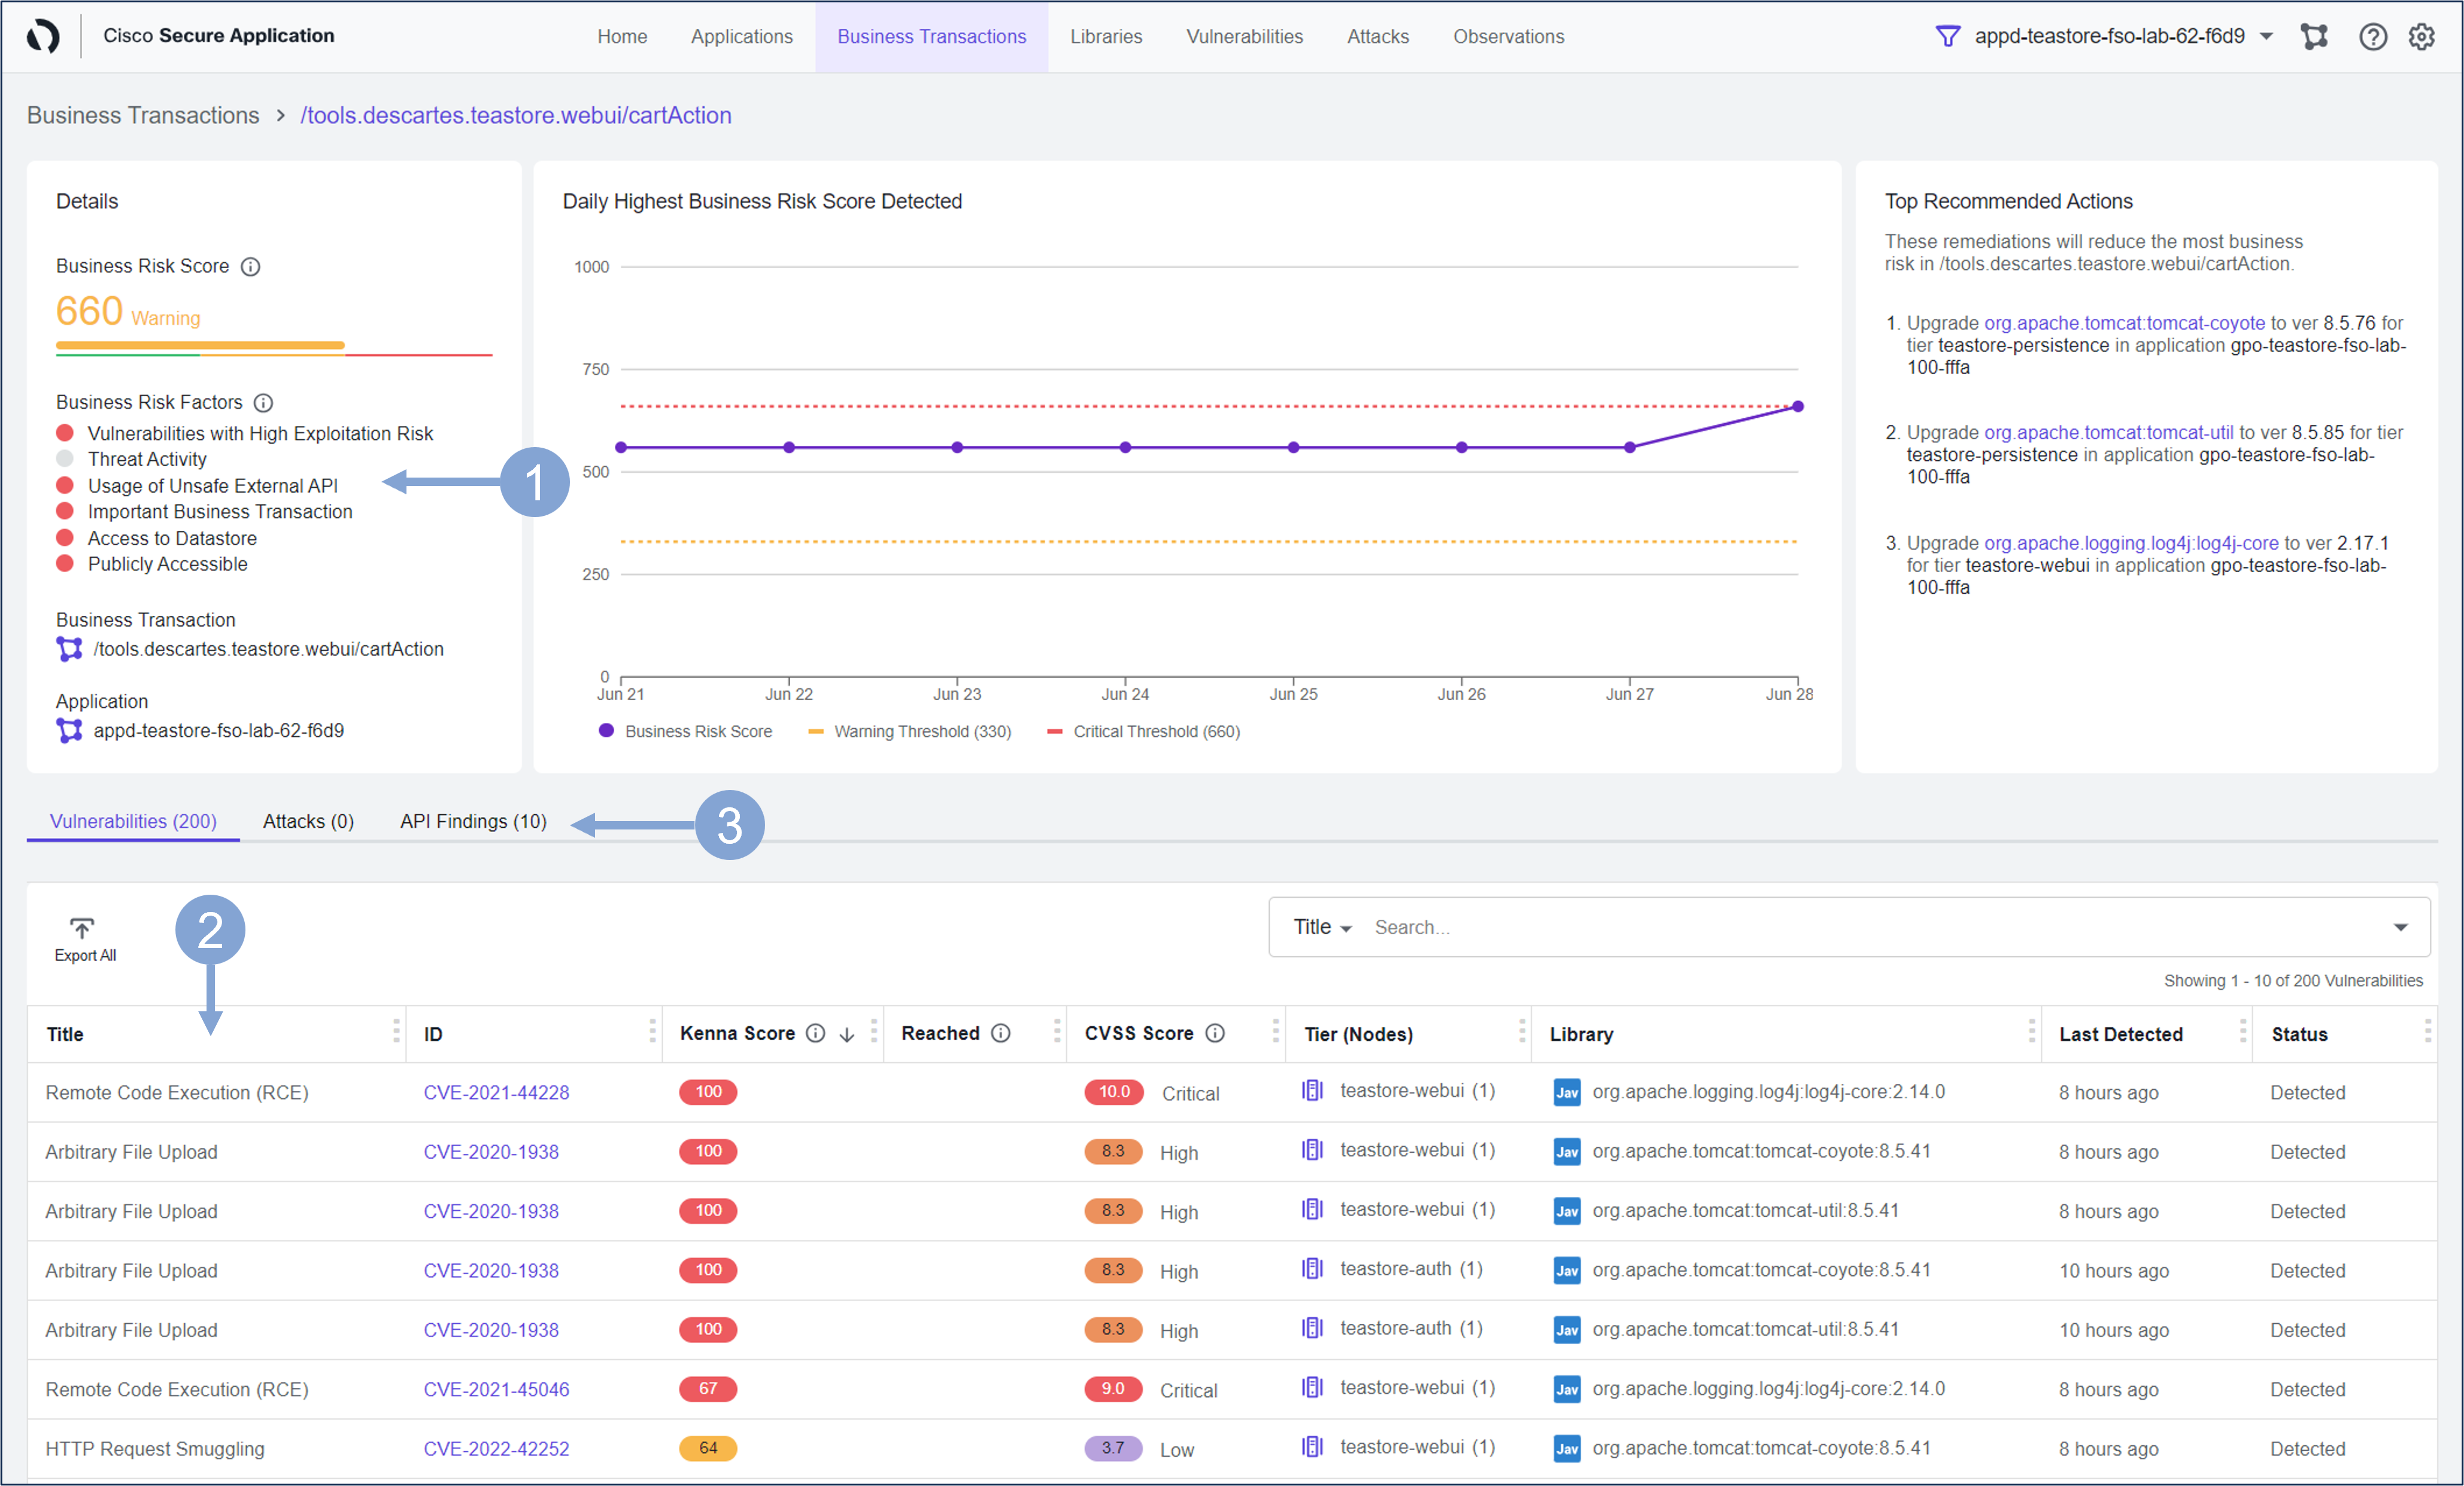 Cisco Secure Application
Home
Applications
Business Transactions
Libraries
Vulnerabilities
Attacks
Observations
appd-teastore-fso-lab-62-f6d9
Business Transactions > /tools.descartes.teastore.webui/cartAction
Details
Business Risk Score
660 Warning
Business Risk Factors
Vulnerabilities with High Exploitation Risk
Threat Activity
Usage of Unsafe External API
Important Business Transaction
Access to Datastore
Publicly Accessible
1
Business Transaction
/tools.descartes.teastore.webui/cartAction
Application
appd-teastore-fso-lab-62-f6d9
Daily Highest Business Risk Score Detected
1000
750
500
250
0
Jun 21 Jun 22 Jun 23 Jun 24 Jun 25 Jun 26 Jun 27 Jun 28
Business Risk Score Warning Threshold (330) Critical Threshold (660)
Top Recommended Actions
These remediations will reduce the most business
risk in /tools.descartes.teastore.webui/cartAction.
1. Upgrade org.apache.tomcat:tomcat-coyote to ver 8.5.76 for
tier teastore-persistence in application gpo-teastore-fso-lab-
100-fffa
2. Upgrade org.apache.tomcat:tomcat-util to ver 8.5.85 for tier
teastore-persistence in application gpo-teastore-fso-lab-
100-fffa
3. Upgrade org.apache.logging.log4j:log4j-core to ver 2.17.1
for tier teastore-webui in application gpo-teastore-fso-lab-
100-fffa
Vulnerabilities (200) Attacks (0) API Findings (10)
3
Export All
2
Title Search...
Showing 1 - 10 of 200 Vulnerabilities
Title ID Kenna Score Reached CVSS Score Tier (Nodes) Library Last Detected Status
Remote Code Execution (RCE) CVE-2021-44228 100 10.0 Critical teastore-webui (1) Jav org.apache.logging.log4j:log4j-core:2.14.0 8 hours ago Detected
Arbitrary File Upload CVE-2020-1938 100 8.3 High teastore-webui (1) Jav org.apache.tomcat:tomcat-coyote:8.5.41 8 hours ago Detected
Arbitrary File Upload CVE-2020-1938 100 8.3 High teastore-webui (1) Jav org.apache.tomcat:tomcat-util:8.5.41 8 hours ago Detected
Arbitrary File Upload CVE-2020-1938 100 8.3 High teastore-auth (1) Jav org.apache.tomcat:tomcat-coyote:8.5.41 10 hours ago Detected
Arbitrary File Upload CVE-2020-1938 100 8.3 High teastore-auth (1) Jav org.apache.tomcat:tomcat-util:8.5.41 10 hours ago Detected
Remote Code Execution (RCE) CVE-2021-45046 67 9.0 Critical teastore-webui (1) Jav org.apache.logging.log4j:log4j-core:2.14.0 8 hours ago Detected
HTTP Request Smuggling CVE-2022-42252 64 3.7 Low teastore-webui (1) Jav org.apache.tomcat:tomcat-coyote:8.5.41 8 hours ago Detected